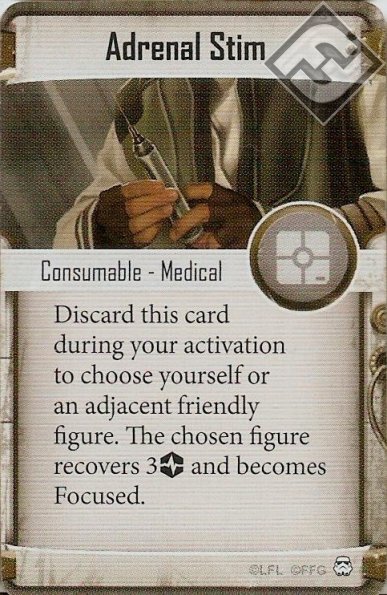 Adrenal Stim
Consumable - Medical
Discard this card
during your activation
to choose yourself or
an adjacent friendly
figure. The chosen figure
recovers 3 and becomes
Focused.
©LFL ©FFG